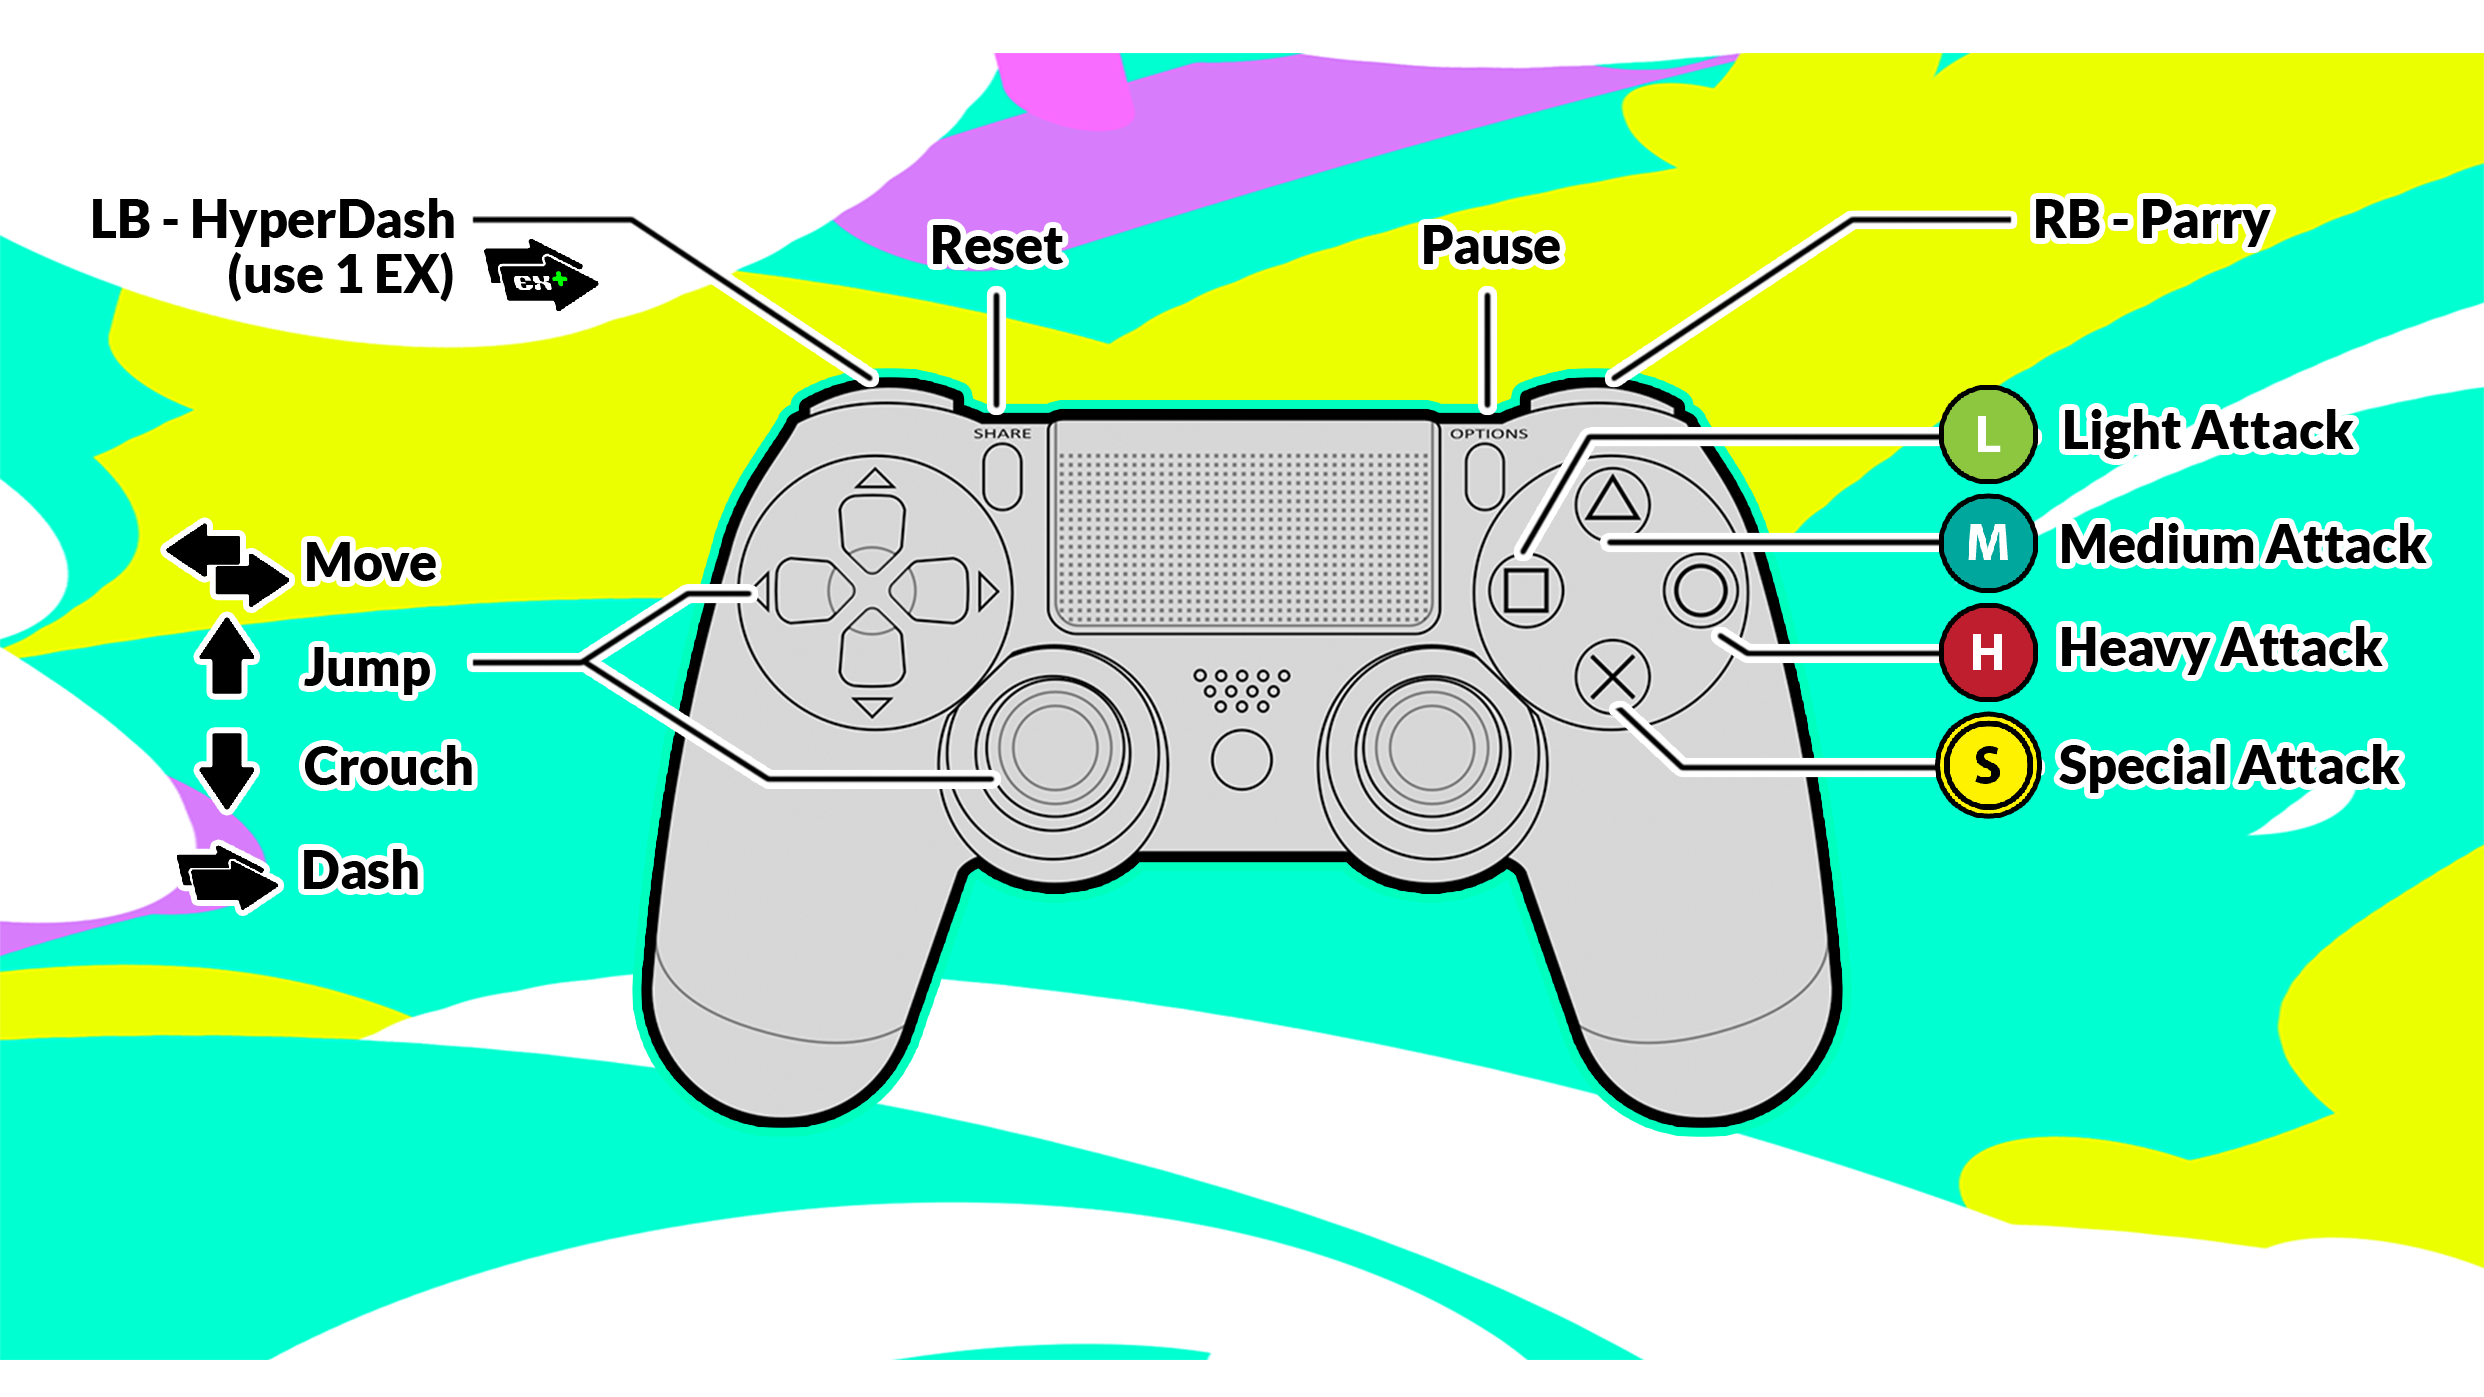 LB - HyperDash
(use 1 EX)
ex+
Reset
Pause
RB - Parry
SHARE
OPTIONS
L Light Attack
M Medium Attack
H Heavy Attack
S Special Attack
Move
Jump
Crouch
Dash